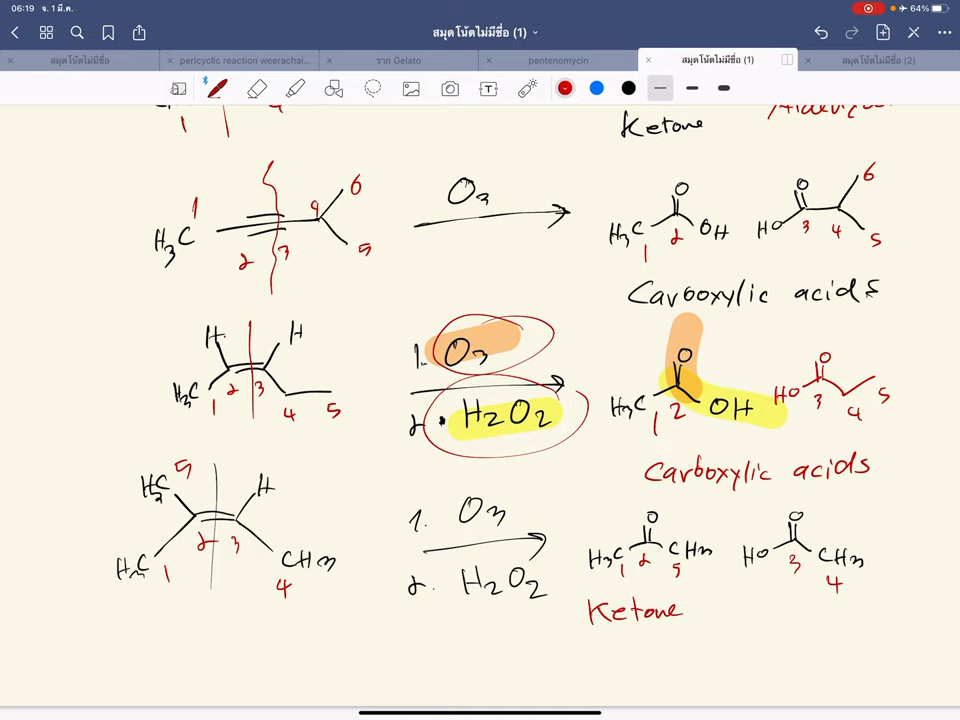 06:19 จ. 1 มี.ค.
64%
สมุดโน้ตไม่มีชื่อ (1)
สมุดโน้ตไม่มีชื่อ
pericyclic reaction weerachai...
ราก Gelato
pentenomycin
สมุดโน้ตไม่มีชื่อ (1)
สมุดโน้ตไม่มีชื่อ (2)
1
Ketone
H3C 1 2 3 4 5 6
O3
H3C 1 2 O OH
HO O 3 4 5 6
Carboxylic acids
H H H3C 1 2 3 4 5
1. O3
2. H2O2
H3C 1 2 O OH
HO O 3 4 5
Carboxylic acids
H3C 5 H H3C 1 2 3 CH3 4
1. O3
2. H2O2
H3C 1 O 2 CH3 5
HO O 3 CH3 4
Ketone